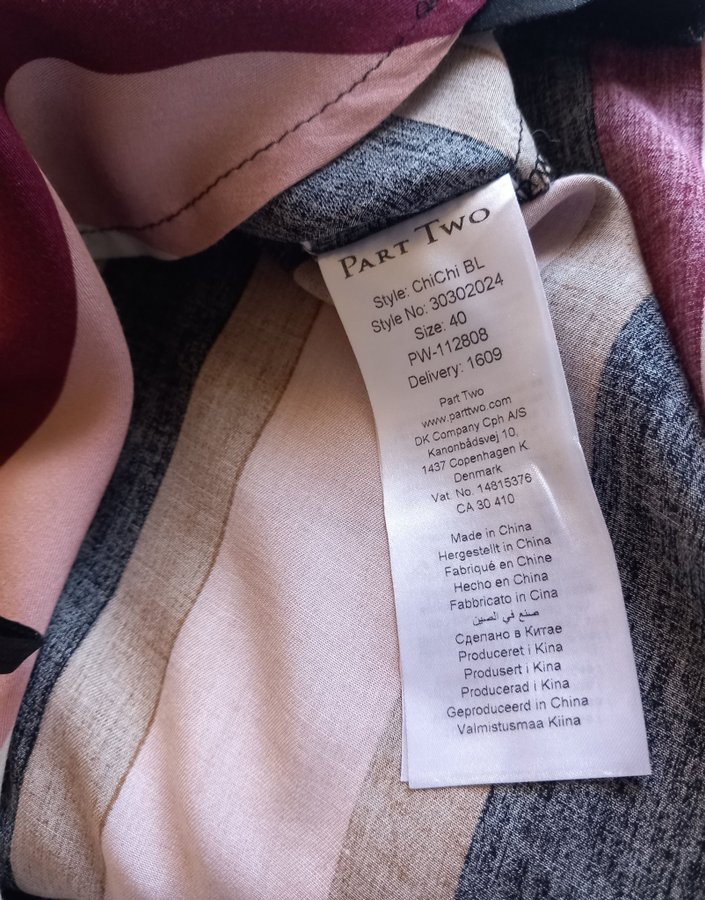 PART TWO
Style: ChiChi BL
Style No: 30302024
Size: 40
PW-112808
Delivery: 1609
Part Two
www.parttwo.com
DK Company Cph A/S
Kanonbådsvej 10,
1437 Copenhagen K
Denmark
Vat. No. 14815376
CA 30 410
Made in China
Hergestellt in China
Fabriqué en Chine
Hecho en China
Fabbricato in Cina
صنع في الصين
Сделано в Китае
Produceret i Kina
Produsert i Kina
Producerad i Kina
Geproduceerd in China
Valmistusmaa Kiina